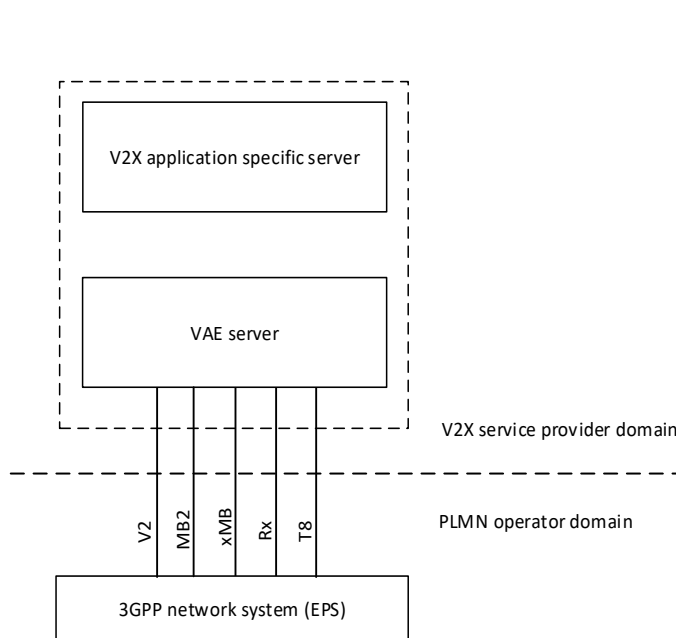 V2X application specific server
VAE server
V2X service provider domain
PLMN operator domain
V2
MB2
xMB
Rx
T8
3GPP network system (EPS)